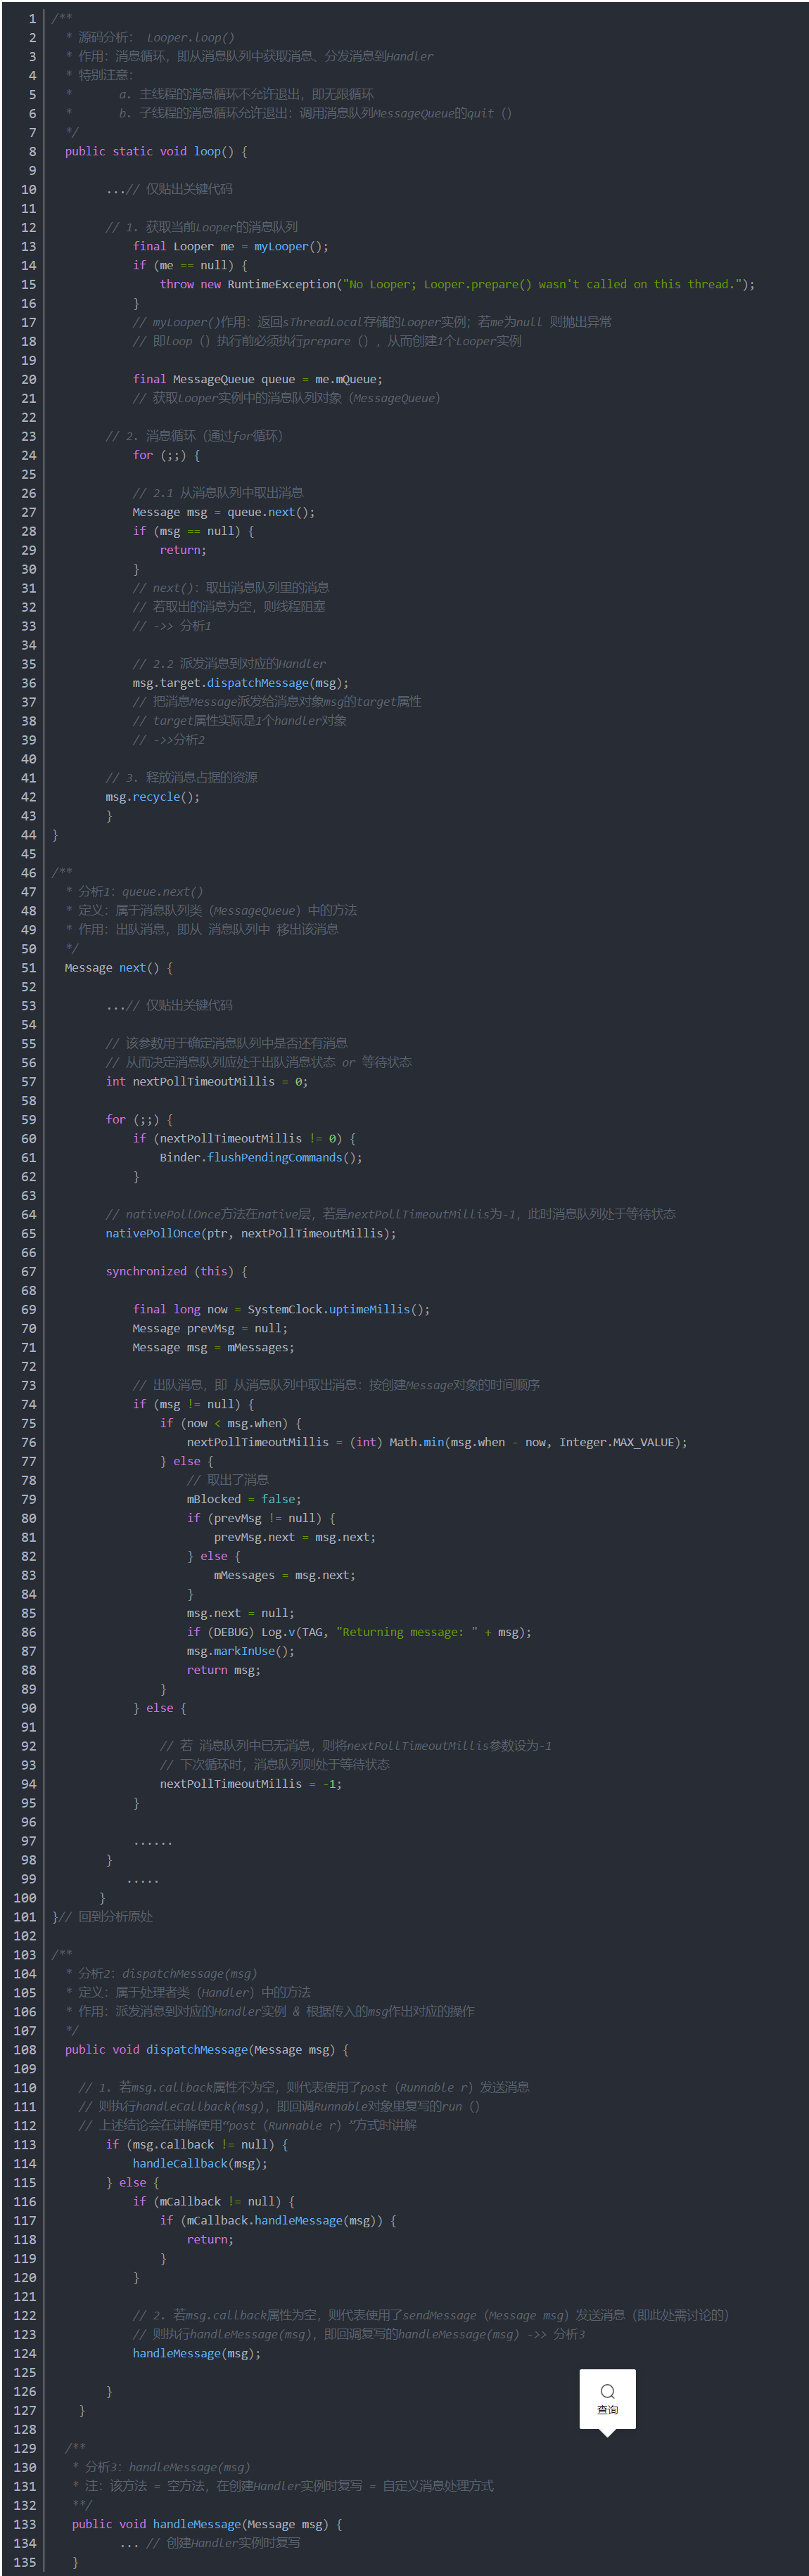 1 /**
2 * 源码分析： Looper.loop()
3 * 作用：消息循环，即从消息队列中获取消息、分发消息到Handler
4 * 特别注意：
5 * a. 主线程的消息循环不允许退出，即无限循环
6 * b. 子线程的消息循环允许退出：调用消息队列MessageQueue的quit（）
7 */
8 public static void loop() {
9
10 ...// 仅贴出关键代码
11
12 // 1. 获取当前Looper的消息队列
13 final Looper me = myLooper();
14 if (me == null) {
15 throw new RuntimeException("No Looper; Looper.prepare() wasn't called on this thread.");
16 }
17 // myLooper()作用：返回sThreadLocal存储的Looper实例；若me为null 则抛出异常
18 // 即loop（）执行前必须执行prepare（），从而创建1个Looper实例
19
20 final MessageQueue queue = me.mQueue;
21 // 获取Looper实例中的消息队列对象（MessageQueue）
22
23 // 2. 消息循环（通过for循环）
24 for (;;) {
25
26 // 2.1 从消息队列中取出消息
27 Message msg = queue.next();
28 if (msg == null) {
29 return;
30 }
31 // next()：取出消息队列里的消息
32 // 若取出的消息为空，则线程阻塞
33 // ->> 分析1
34
35 // 2.2 派发消息到对应的Handler
36 msg.target.dispatchMessage(msg);
37 // 把消息Message派发给消息对象msg的target属性
38 // target属性实际是1个handler对象
39 // ->>分析2
40
41 // 3. 释放消息占据的资源
42 msg.recycle();
43 }
44 }
45
46 /**
47 * 分析1：queue.next()
48 * 定义：属于消息队列类（MessageQueue）中的方法
49 * 作用：出队消息，即从 消息队列中 移出该消息
50 */
51 Message next() {
52
53 ...// 仅贴出关键代码
54
55 // 该参数用于确定消息队列中是否还有消息
56 // 从而决定消息队列应处于出队消息状态 or 等待状态
57 int nextPollTimeoutMillis = 0;
58
59 for (;;) {
60 if (nextPollTimeoutMillis != 0) {
61 Binder.flushPendingCommands();
62 }
63
64 // nativePollOnce方法在native层，若是nextPollTimeoutMillis为-1，此时消息队列处于等待状态
65 nativePollOnce(ptr, nextPollTimeoutMillis);
66
67 synchronized (this) {
68
69 final long now = SystemClock.uptimeMillis();
70 Message prevMsg = null;
71 Message msg = mMessages;
72
73 // 出队消息，即 从消息队列中取出消息：按创建Message对象的时间顺序
74 if (msg != null) {
75 if (now < msg.when) {
76 nextPollTimeoutMillis = (int) Math.min(msg.when - now, Integer.MAX_VALUE);
77 } else {
78 // 取出了消息
79 mBlocked = false;
80 if (prevMsg != null) {
81 prevMsg.next = msg.next;
82 } else {
83 mMessages = msg.next;
84 }
85 msg.next = null;
86 if (DEBUG) Log.v(TAG, "Returning message: " + msg);
87 msg.markInUse();
88 return msg;
89 }
90 } else {
91
92 // 若 消息队列中已无消息，则将nextPollTimeoutMillis参数设为-1
93 // 下次循环时，消息队列则处于等待状态
94 nextPollTimeoutMillis = -1;
95 }
96
97 ......
98 }
99 .....
100 }
101 }// 回到分析原处
102
103 /**
104 * 分析2：dispatchMessage(msg)
105 * 定义：属于处理者类（Handler）中的方法
106 * 作用：派发消息到对应的Handler实例 & 根据传入的msg作出对应的操作
107 */
108 public void dispatchMessage(Message msg) {
109
110 // 1. 若msg.callback属性不为空，则代表使用了post（Runnable r）发送消息
111 // 则执行handleCallback(msg)，即回调Runnable对象里复写的run（）
112 // 上述结论会在讲解使用“post（Runnable r）”方式时讲解
113 if (msg.callback != null) {
114 handleCallback(msg);
115 } else {
116 if (mCallback != null) {
117 if (mCallback.handleMessage(msg)) {
118 return;
119 }
120 }
121
122 // 2. 若msg.callback属性为空，则代表使用了sendMessage（Message msg）发送消息（即此处需讨论的）
123 // 则执行handleMessage(msg)，即回调复写的handleMessage(msg) ->> 分析3
124 handleMessage(msg);
125
126 }
127 }
查询
128
129 /**
130 * 分析3：handleMessage(msg)
131 * 注：该方法 = 空方法，在创建Handler实例时复写 = 自定义消息处理方式
132 **/
133 public void handleMessage(Message msg) {
134 ... // 创建Handler实例时复写
135 }